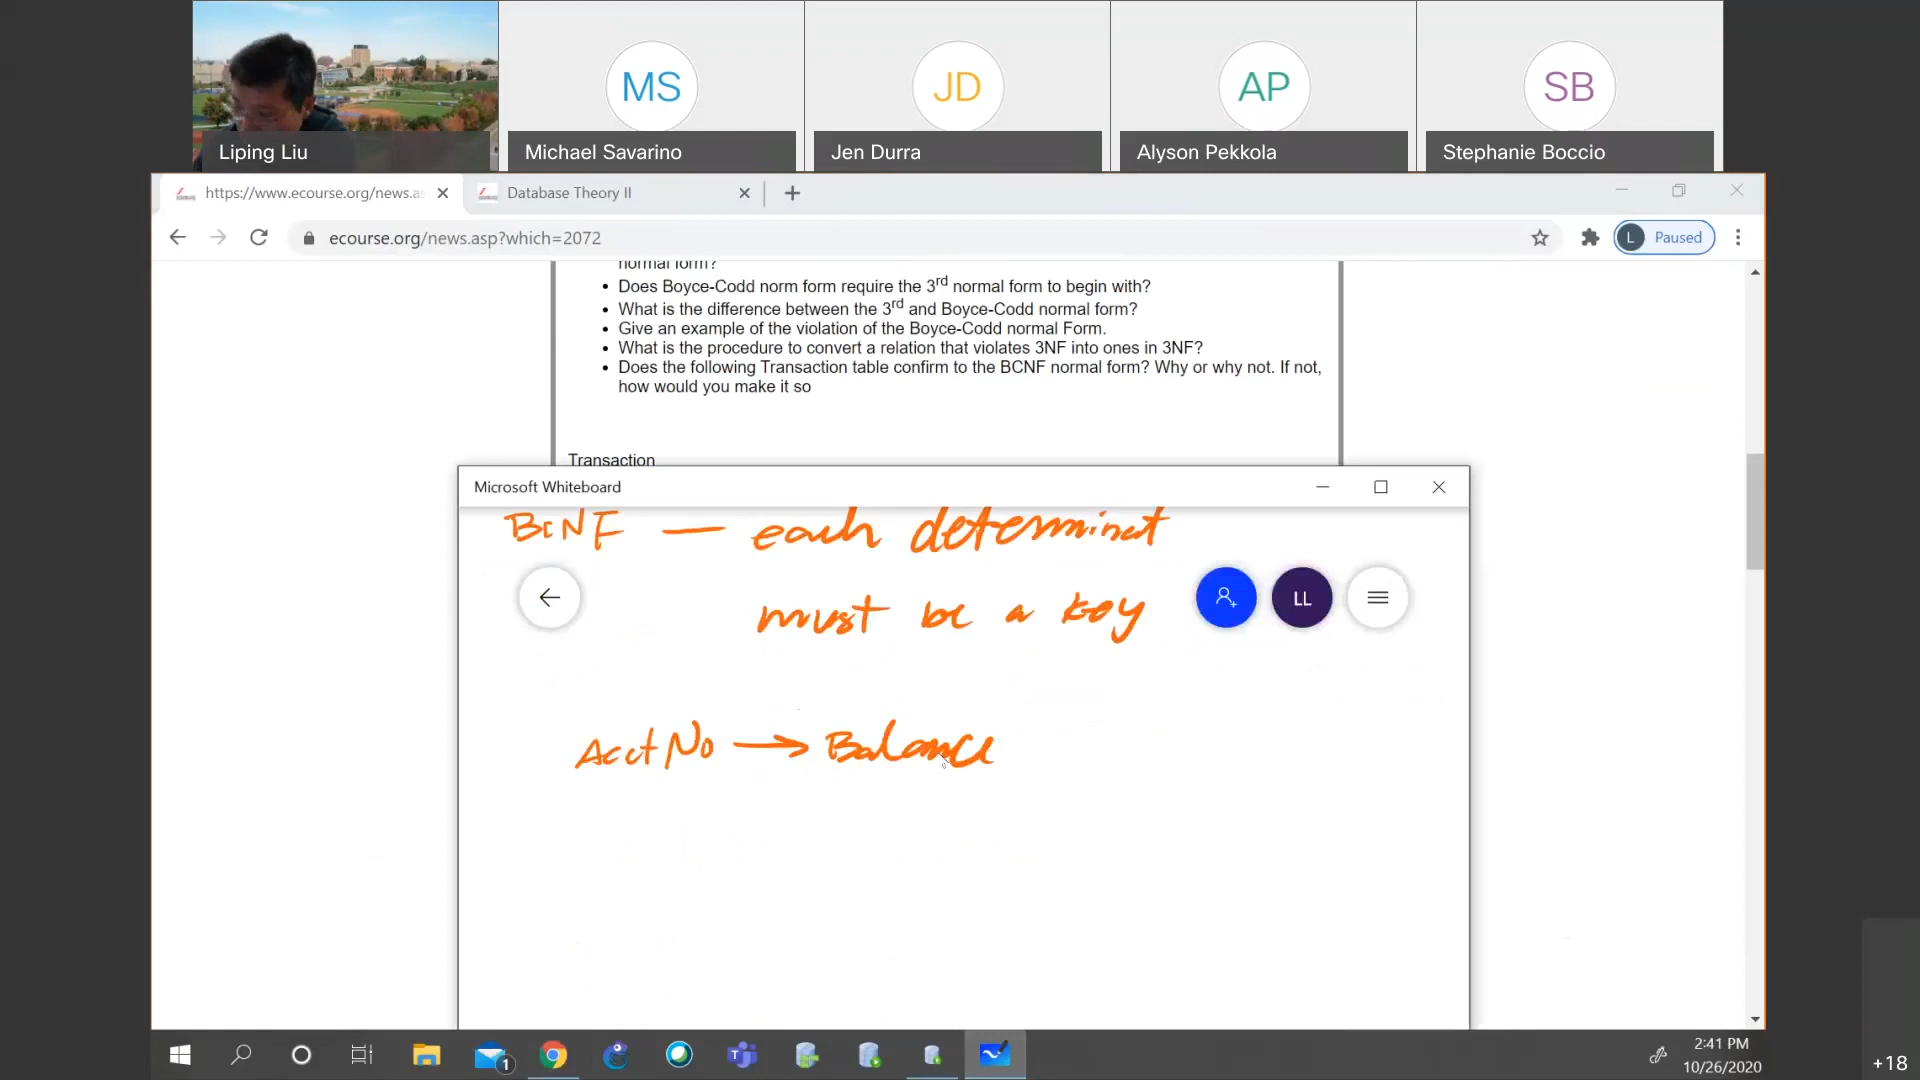 MS
JD
AP
SB
Liping Liu
Michael Savarino
Jen Durra
Alyson Pekkola
Stephanie Boccio
https://www.ecourse.org/news.as
Database Theory II
ecourse.org/news.asp?which=2072
L Paused
normal form?
• Does Boyce-Codd norm form require the 3rd normal form to begin with?
• What is the difference between the 3rd and Boyce-Codd normal form?
• Give an example of the violation of the Boyce-Codd normal Form.
• What is the procedure to convert a relation that violates 3NF into ones in 3NF?
• Does the following Transaction table confirm to the BCNF normal form? Why or why not. If not,
how would you make it so
Transaction
Microsoft Whiteboard
BCNF — each determinat
must be a key
LL
AcctNo → Balance
1
2:41 PM
10/26/2020
+18